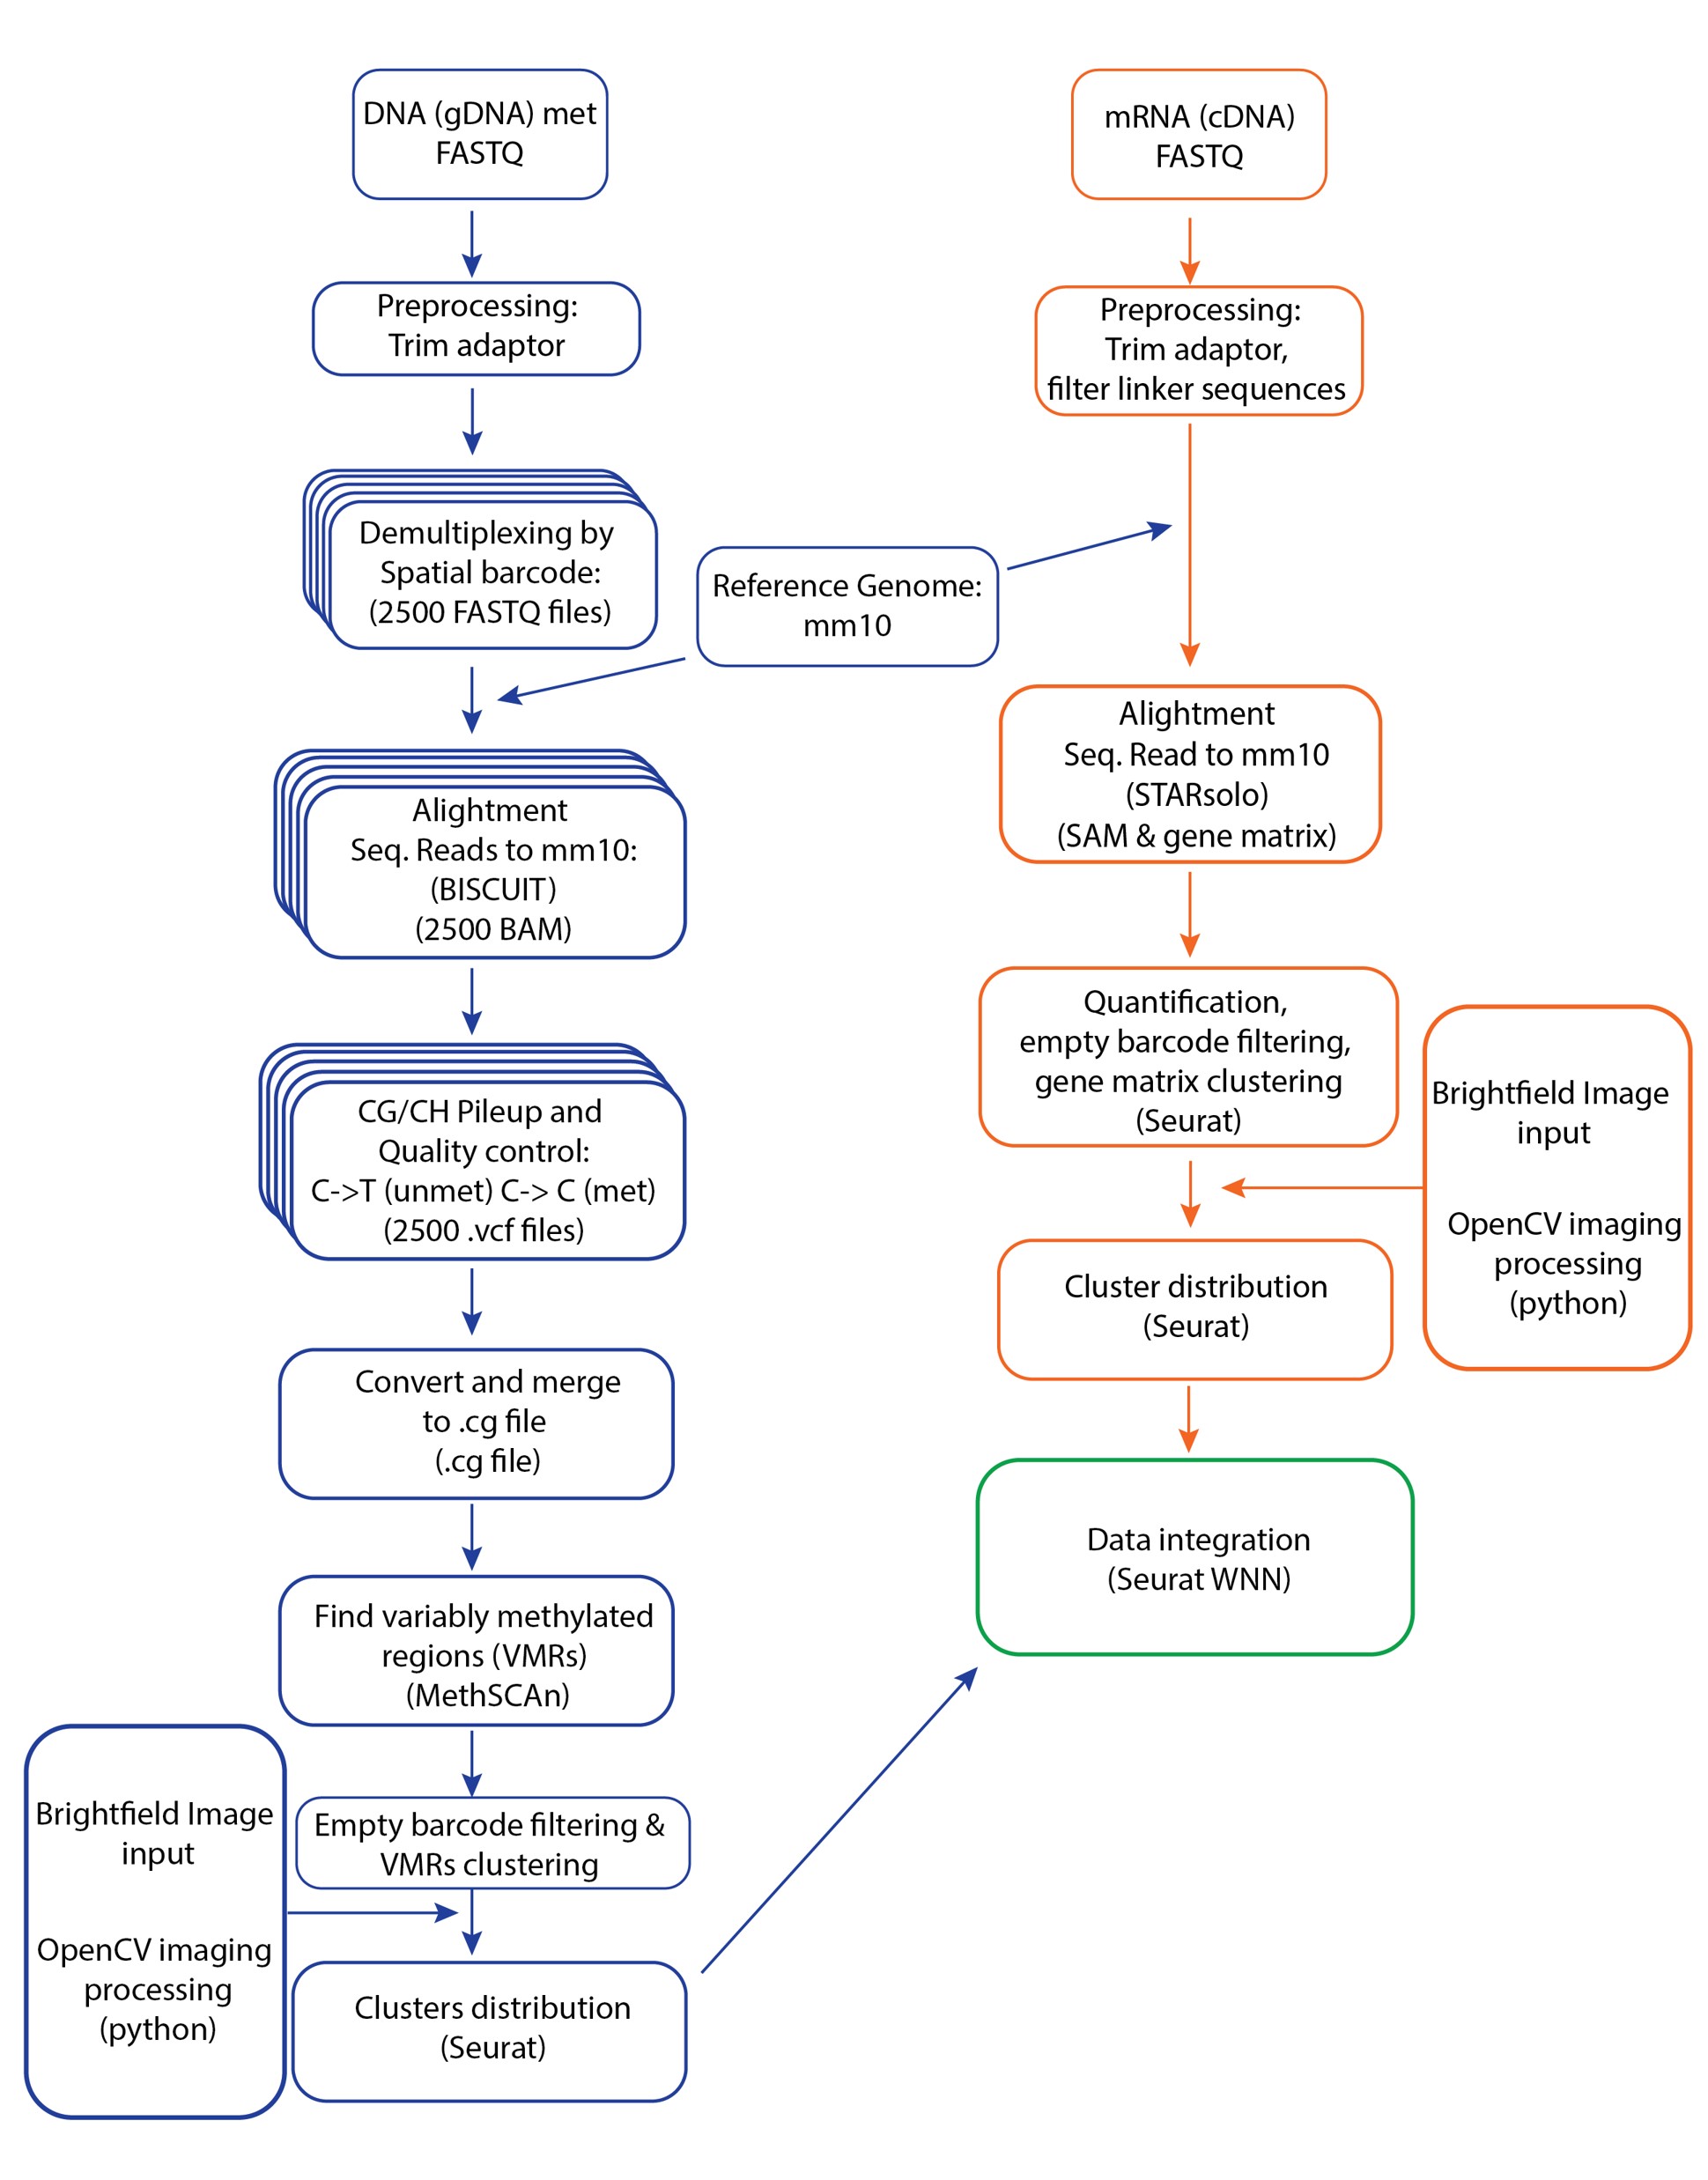 DNA (gDNA) met
FASTQ
Preprocessing:
Trim adaptor
Demultiplexing by
Spatial barcode:
(2500 FASTQ files)
Alightment
Seq. Reads to mm10:
(BISCUIT)
(2500 BAM)
CG/CH Pileup and
Quality control:
C->T (unmet) C-> C (met)
(2500 .vcf files)
Convert and merge
to .cg file
(.cg file)
Find variably methylated
regions (VMRs)
(MethSCAn)
Empty barcode filtering &
VMRs clustering
Brightfield Image
input
OpenCV imaging
processing
(python)
Clusters distribution
(Seurat)
Reference Genome:
mm10
mRNA (cDNA)
FASTQ
Preprocessing:
Trim adaptor,
filter linker sequences
Alightment
Seq. Read to mm10
(STARsolo)
(SAM & gene matrix)
Quantification,
empty barcode filtering,
gene matrix clustering
(Seurat)
Brightfield Image
input
OpenCV imaging
processing
(python)
Cluster distribution
(Seurat)
Data integration
(Seurat WNN)